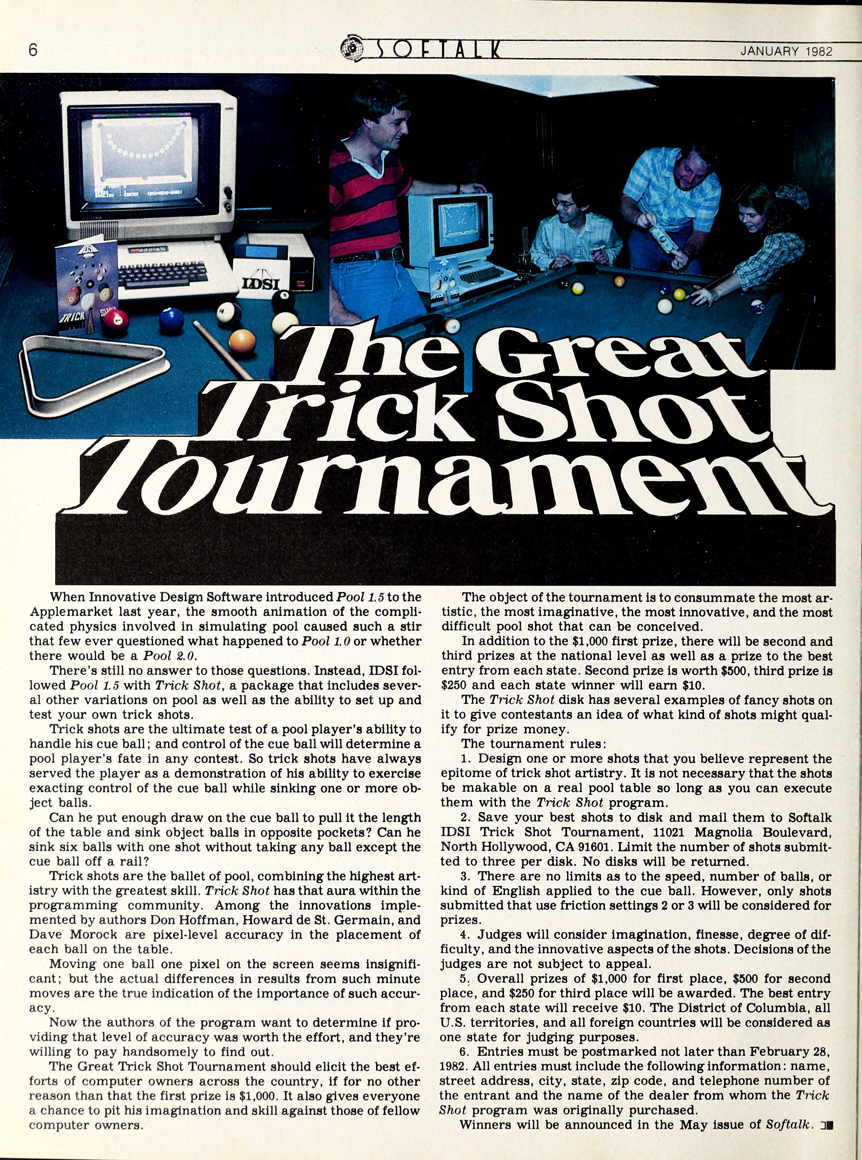 6
SOFTALK
JANUARY 1982
IDSI
TRICK SHOT
The Great
Trick Shot
Tournament
When Innovative Design Software introduced Pool 1.5 to the
Applemarket last year, the smooth animation of the compli-
cated physics involved in simulating pool caused such a stir
that few ever questioned what happened to Pool 1.0 or whether
there would be a Pool 2.0.
There's still no answer to those questions. Instead, IDSI fol-
lowed Pool 1.5 with Trick Shot, a package that includes sever-
al other variations on pool as well as the ability to set up and
test your own trick shots.
Trick shots are the ultimate test of a pool player's ability to
handle his cue ball; and control of the cue ball will determine a
pool player's fate in any contest. So trick shots have always
served the player as a demonstration of his ability to exercise
exacting control of the cue ball while sinking one or more ob-
ject balls.
Can he put enough draw on the cue ball to pull it the length
of the table and sink object balls in opposite pockets? Can he
sink six balls with one shot without taking any ball except the
cue ball off a rail?
Trick shots are the ballet of pool, combining the highest art-
istry with the greatest skill. Trick Shot has that aura within the
programming community. Among the innovations imple-
mented by authors Don Hoffman, Howard de St. Germain, and
Dave Morock are pixel-level accuracy in the placement of
each ball on the table.
Moving one ball one pixel on the screen seems insignifi-
cant; but the actual differences in results from such minute
moves are the true indication of the importance of such accur-
acy.
Now the authors of the program want to determine if pro-
viding that level of accuracy was worth the effort, and they're
willing to pay handsomely to find out.
The Great Trick Shot Tournament should elicit the best ef-
forts of computer owners across the country, if for no other
reason than that the first prize is $1,000. It also gives everyone
a chance to pit his imagination and skill against those of fellow
computer owners.
The object of the tournament is to consummate the most ar-
tistic, the most imaginative, the most innovative, and the most
difficult pool shot that can be conceived.
In addition to the $1,000 first prize, there will be second and
third prizes at the national level as well as a prize to the best
entry from each state. Second prize is worth $500, third prize is
$250 and each state winner will earn $10.
The Trick Shot disk has several examples of fancy shots on
it to give contestants an idea of what kind of shots might qual-
ify for prize money.
The tournament rules:
1. Design one or more shots that you believe represent the
epitome of trick shot artistry. It is not necessary that the shots
be makable on a real pool table so long as you can execute
them with the Trick Shot program.
2. Save your best shots to disk and mail them to Softalk
IDSI Trick Shot Tournament, 11021 Magnolia Boulevard,
North Hollywood, CA 91601. Limit the number of shots submit-
ted to three per disk. No disks will be returned.
3. There are no limits as to the speed, number of balls, or
kind of English applied to the cue ball. However, only shots
submitted that use friction settings 2 or 3 will be considered for
prizes.
4. Judges will consider imagination, finesse, degree of dif-
ficulty, and the innovative aspects of the shots. Decisions of the
judges are not subject to appeal.
5. Overall prizes of $1,000 for first place, $500 for second
place, and $250 for third place will be awarded. The best entry
from each state will receive $10. The District of Columbia, all
U.S. territories, and all foreign countries will be considered as
one state for judging purposes.
6. Entries must be postmarked not later than February 28,
1982. All entries must include the following information: name,
street address, city, state, zip code, and telephone number of
the entrant and the name of the dealer from whom the Trick
Shot program was originally purchased.
Winners will be announced in the May issue of Softalk.